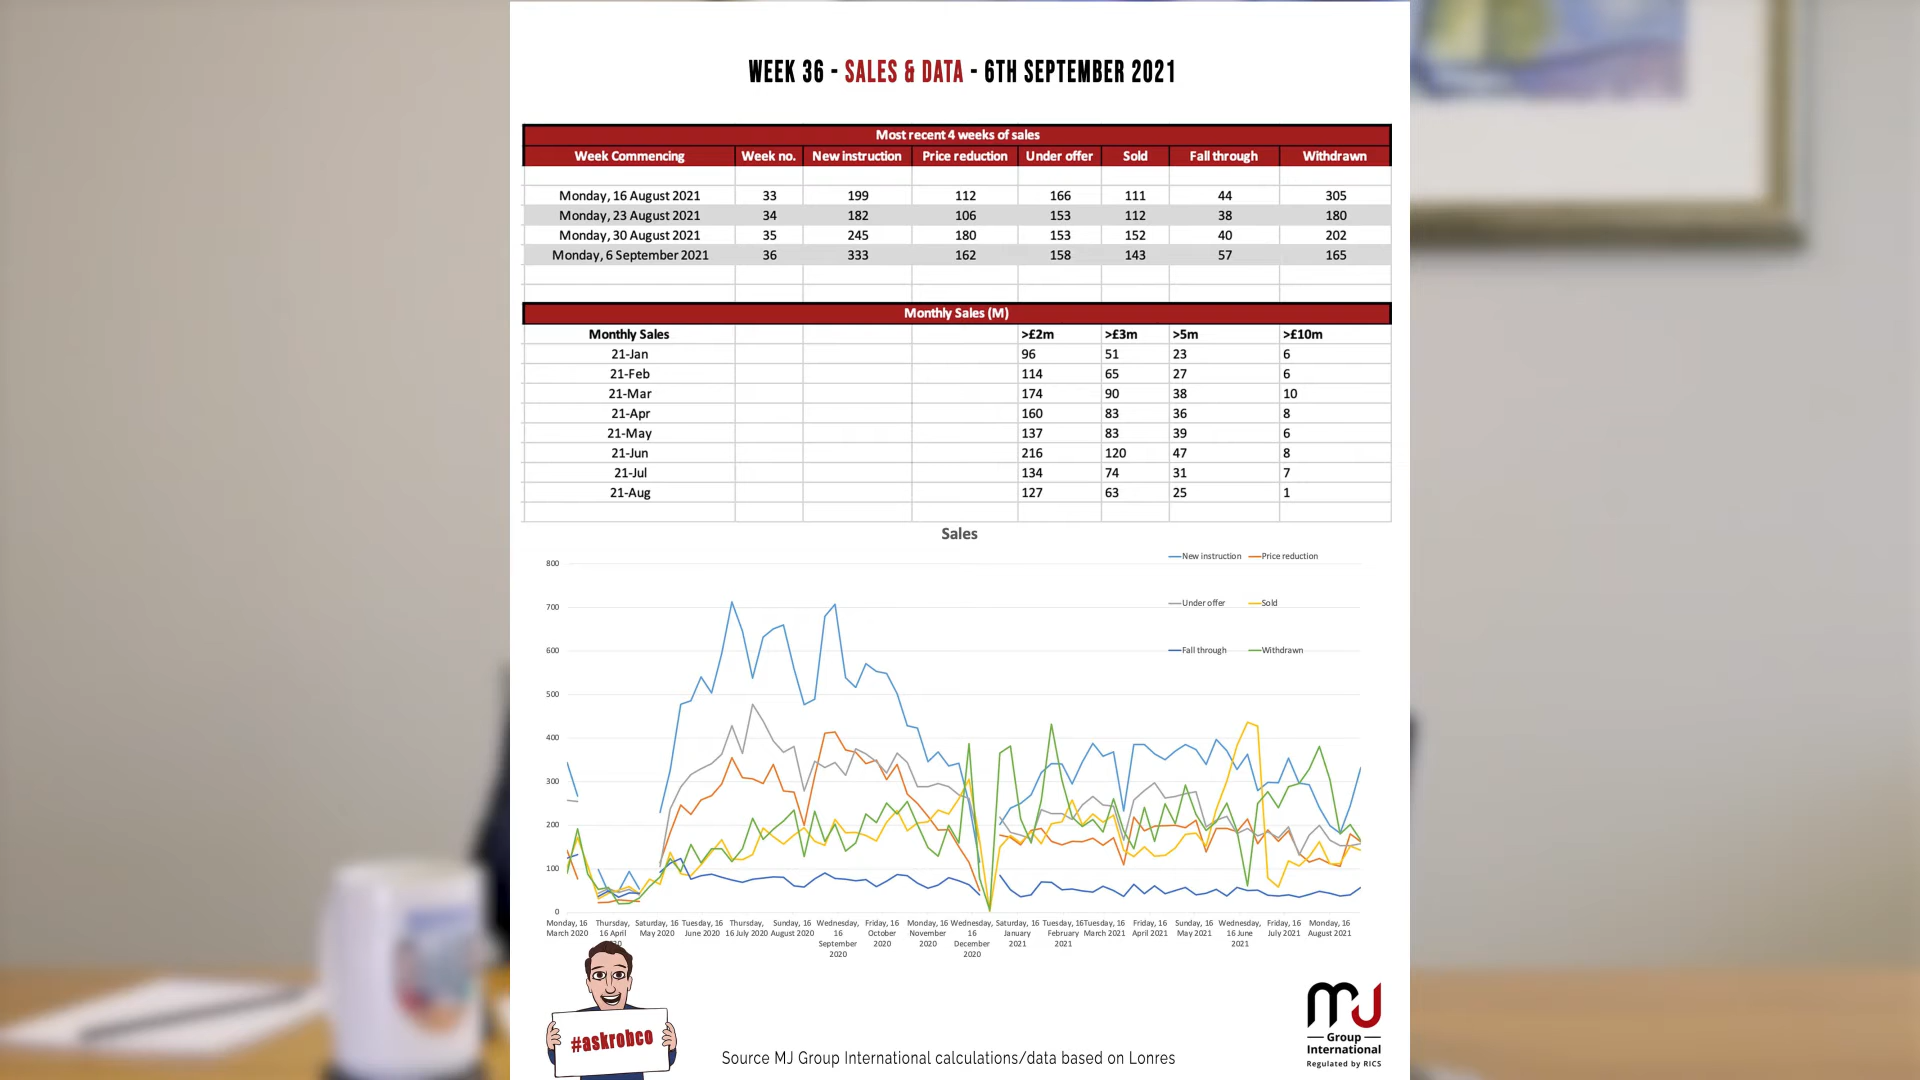 WEEK 36 - SALES & DATA - 6TH SEPTEMBER 2021
Most recent 4 weeks of sales
Week Commencing Week no. New instruction Price reduction Under offer Sold Fall through Withdrawn
Monday, 16 August 2021 33 199 112 166 111 44 305
Monday, 23 August 2021 34 182 106 153 112 38 180
Monday, 30 August 2021 35 245 180 153 152 40 202
Monday, 6 September 2021 36 333 162 158 143 57 165
Monthly Sales (M)
Monthly Sales >£2m >£3m >5m >£10m
21-Jan 96 51 23 6
21-Feb 114 65 27 6
21-Mar 174 90 38 10
21-Apr 160 83 36 8
21-May 137 83 39 6
21-Jun 216 120 47 8
21-Jul 134 74 31 7
21-Aug 127 63 25 1
Sales
New instruction Price reduction
Under offer Sold
Fall through Withdrawn
800
700
600
500
400
300
200
100
0
Monday, 16 March 2020
Thursday, 16 April
Saturday, 16 May 2020
Tuesday, 16 June 2020
Thursday, 16 July 2020
Sunday, 16 August 2020
Wednesday, 16 September 2020
Friday, 16 October 2020
Monday, 16 November 2020
Wednesday, 16 December 2020
Saturday, 16 January 2021
Tuesday, 16 February 2021
Tuesday, 16 March 2021
Friday, 16 April 2021
Sunday, 16 May 2021
Wednesday, 16 June 2021
Friday, 16 July 2021
Monday, 16 August 2021
#askrobco
Source MJ Group International calculations/data based on Lonres
MJ
Group
International
Regulated by RICS